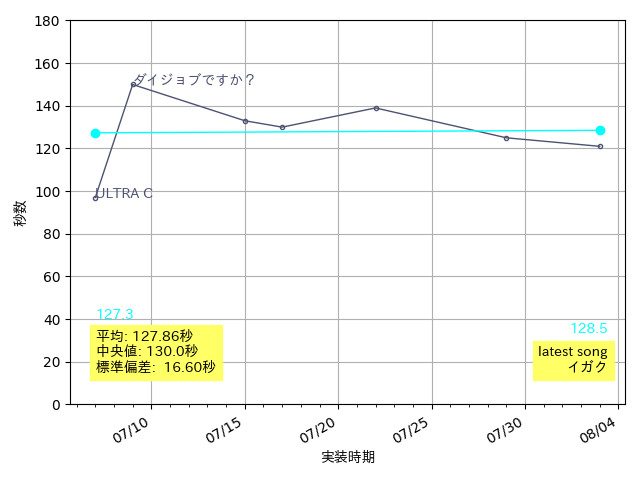 180
160
140
120
100
80
60
40
20
0
秒数
ダイジョブですか？
ULTRA C
127.3
128.5
平均: 127.86秒
中央値: 130.0秒
標準偏差: 16.60秒
latest song
イガク
07/10
07/15
07/20
07/25
07/30
08/04
実装時期